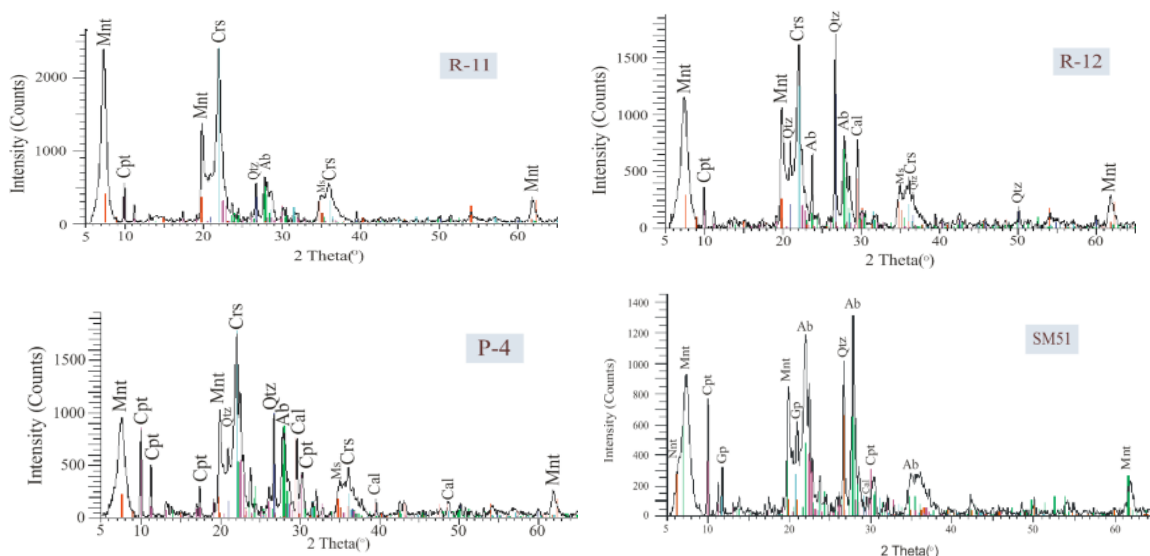 Mnt
Crs
R-11
2000
Mnt
1000
Cpt
Qtz
Ab
Ms
Crs
Mnt
0
5 10 20 30 40 50 60
2 Theta(o)
Intensity (Counts)
Qtz
Crs
R-12
1500
Mnt
Mnt
1000
Qtz
Ab
Ab
Cal
500
Cpt
Ms
Crs
Qtz
Qtz
Mnt
0
5 10 20 30 40 50 60
2 Theta(o)
Intensity (Counts)
Crs
P-4
1500
Mnt
Mnt
Qtz
1000
Cpt
Qtz
Ab
Cal
500
Cpt
Cpt
Cpt
Ms
Crs
Cal
Cal
Mnt
0
5 10 20 30 40 50 60
2 Theta(o)
Intensity (Counts)
Ab
Ab
SM51
1400
1200
Qtz
1000
Mnt
Cpt
Mnt
800
Gp
600
Nnt
Gp
Cpt
Cal
400
Ab
Mnt
200
0
5 10 20 30 40 50 60
2 Theta(o)
Intensity (Counts)